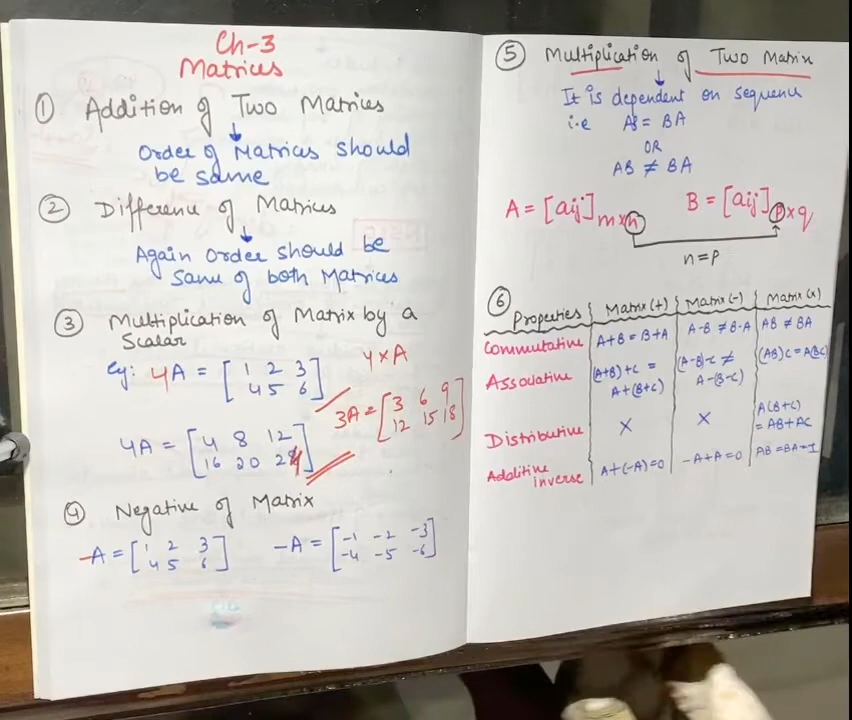 Ch-3
Matrices
① Addition of Two Matrices
↓
Order of Matrices should
be same
② Difference of Matrices
↓
Again Order should be
same of both Matrices
③ Multiplication of Matrix by a
Scalar
eg: 4A = [1 2 3
4 5 6]
4 x A
3A = [3 6 9
12 15 18]
4A = [4 8 12
16 20 24]
④ Negative of Matrix
-A = [1 2 3
4 5 6]
-A = [-1 -2 -3
-4 -5 -6]
⑤ Multiplication of Two Matrix
↓
It is dependent on sequence
i.e AB = BA
OR
AB ≠ BA
A = [aij] m x n B = [aij] p x q
n = p
⑥ Properties Matrix (+) Matrix (-) Matrix (x)
Commutative A+B = B+A A-B ≠ B-A AB ≠ BA
Associative (A+B)+C = A+(B+C) (A-B)-C ≠ A-(B-C) (AB)C = A(BC)
Distributive X X A(B+C) = AB+AC
Additive inverse A+(-A)=0 -A+A=0 AB=BA=I